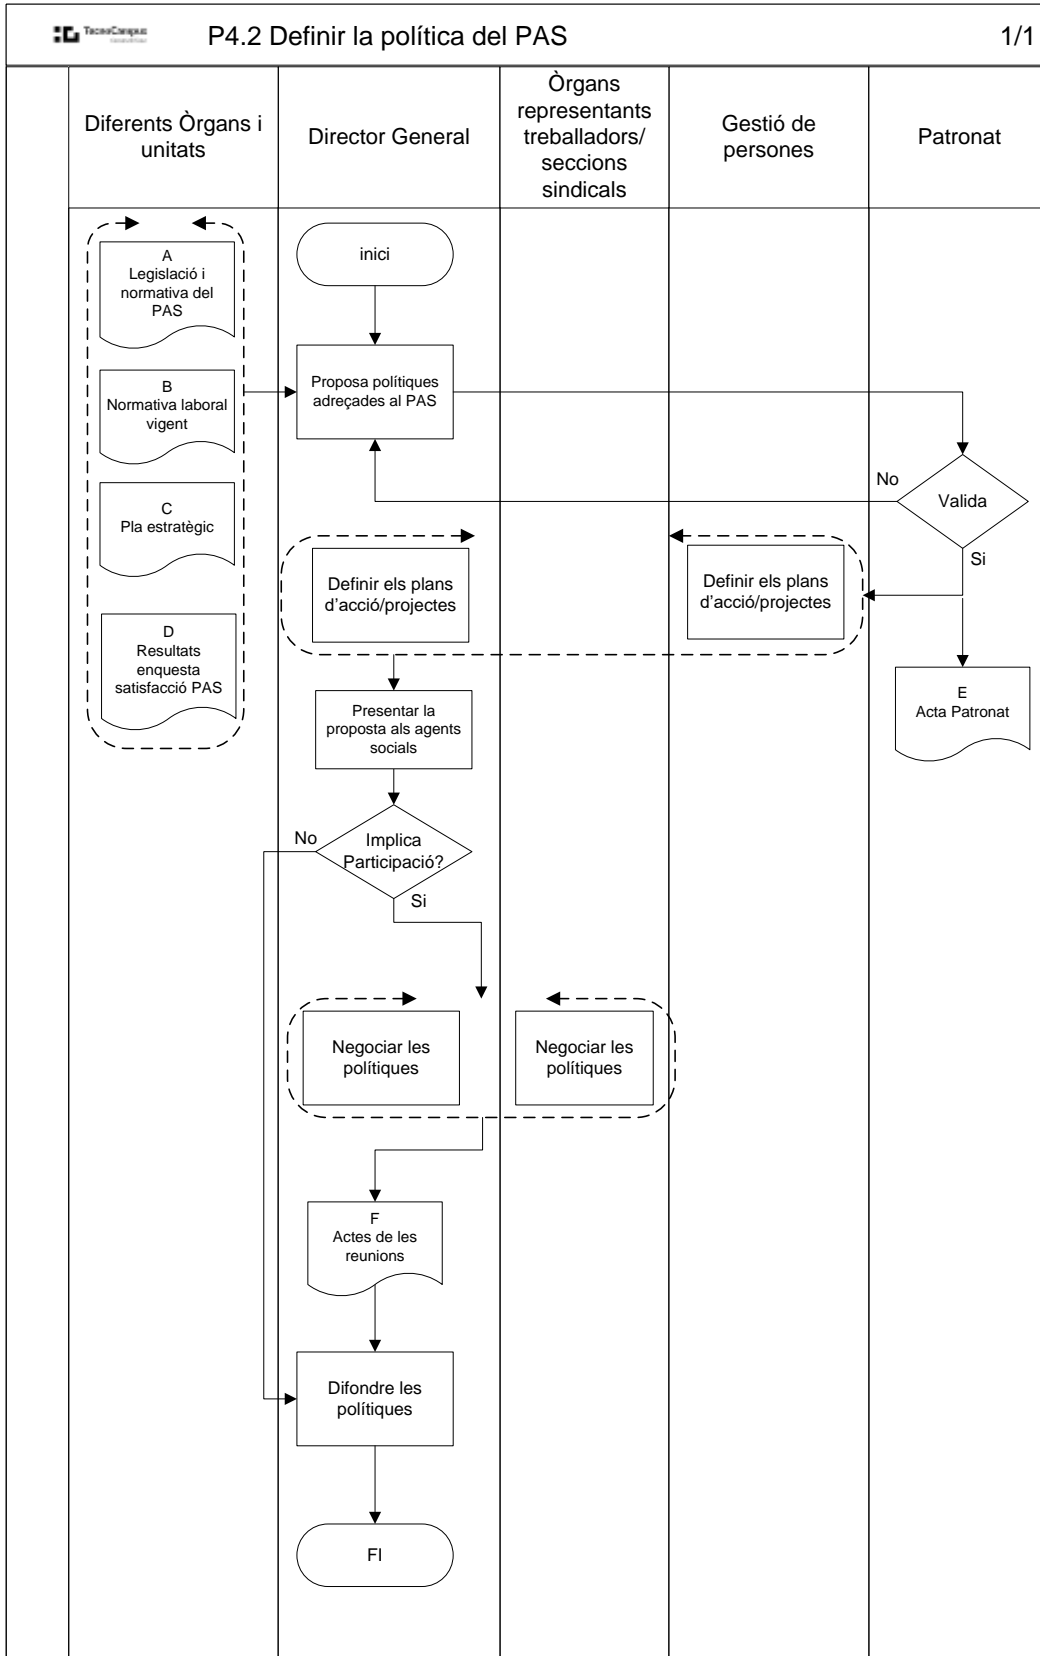 TecnoCampus
P4.2 Definir la política del PAS
1/1
Diferents Òrgans i
unitats
Director General
Òrgans
representants
treballadors/
seccions
sindicals
Gestió de
persones
Patronat
A
Legislació i
normativa del
PAS
inici
B
Normativa laboral
vigent
Proposa polítiques
adreçades al PAS
No
Valida
Si
C
Pla estratègic
Definir els plans
d'acció/projectes
Definir els plans
d'acció/projectes
D
Resultats
enquesta
satisfacció PAS
E
Acta Patronat
Presentar la
proposta als agents
socials
No
Implica
Participació?
Si
Negociar les
polítiques
Negociar les
polítiques
F
Actes de les
reunions
Difondre les
polítiques
FI